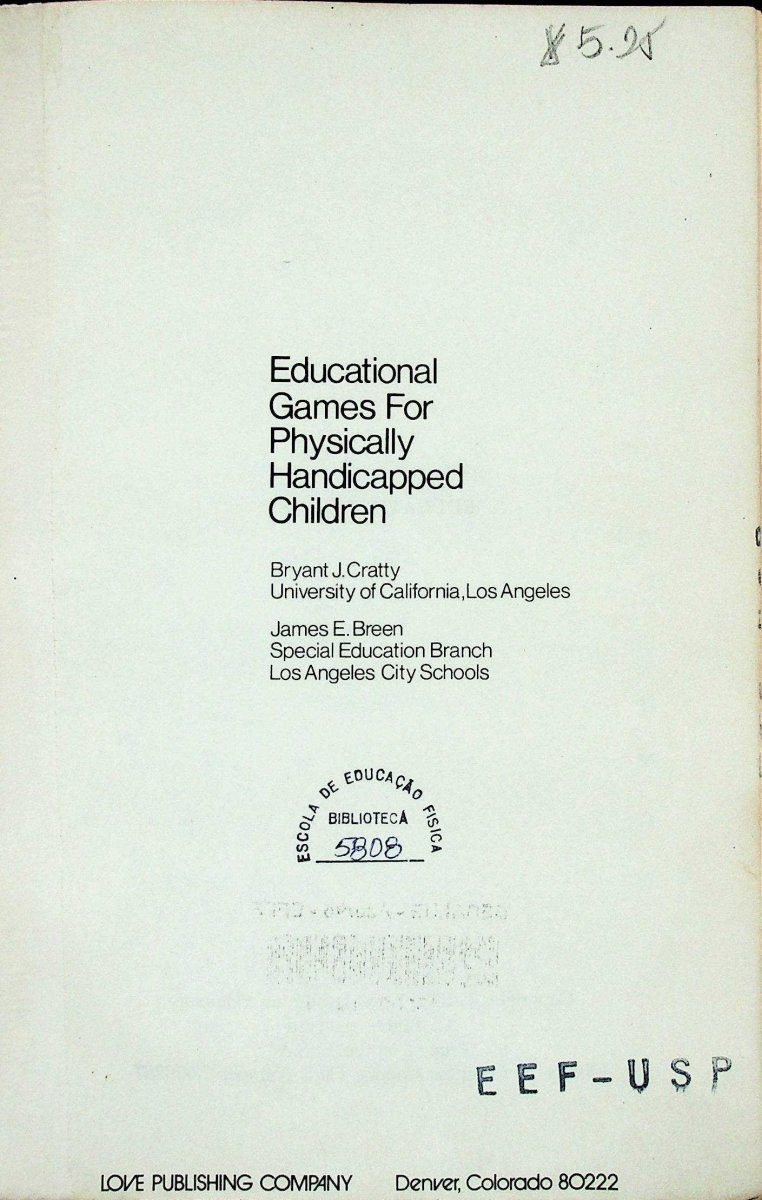 $ 5.25
Educational
Games For
Physically
Handicapped
Children
Bryant J. Cratty
University of California, Los Angeles
James E. Breen
Special Education Branch
Los Angeles City Schools
ESCOLA DE EDUCAÇÃO FISICA
BIBLIOTECA
5808
EEF-USP
LOVE PUBLISHING COMPANY Denver, Colorado 80222